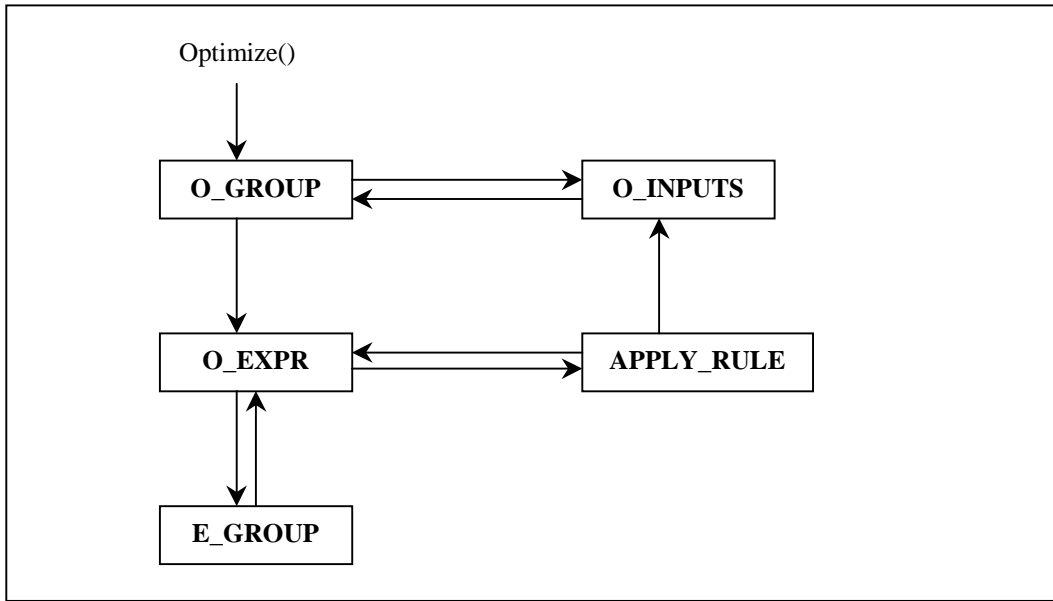 Optimize()
O_GROUP
O_INPUTS
O_EXPR
APPLY_RULE
E_GROUP